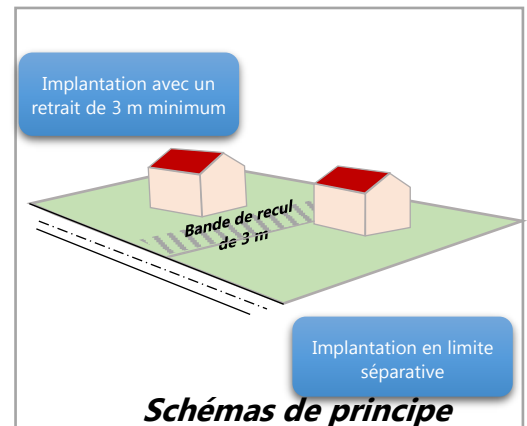 Implantation avec un
retrait de 3 m minimum
Bande de recul
de 3 m
Implantation en limite
séparative
Schémas de principe